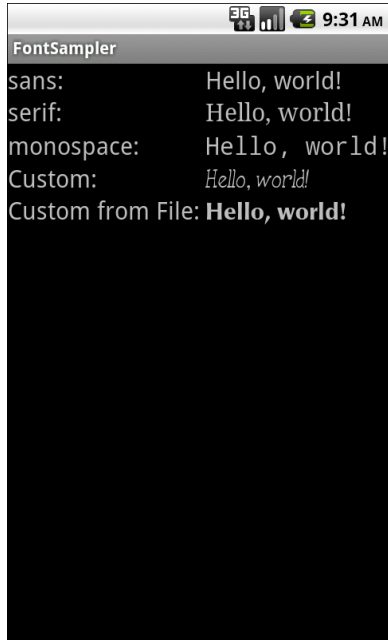 3G 9:31 AM
FontSampler
sans: Hello, world!
serif: Hello, world!
monospace: Hello, world!
Custom: Hello, world!
Custom from File: Hello, world!